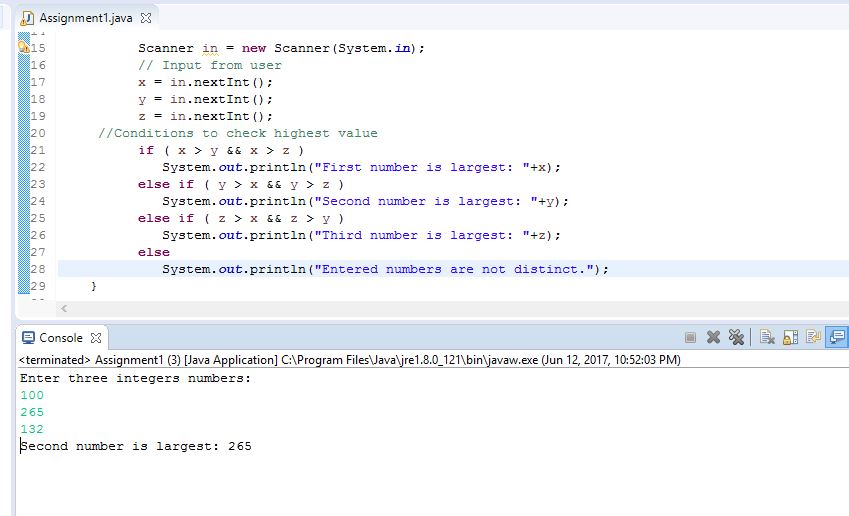 Assignment1.java
15 Scanner in = new Scanner(System.in);
16 // Input from user
17 x = in.nextInt();
18 y = in.nextInt();
19 z = in.nextInt();
20 //Conditions to check highest value
21 if ( x > y && x > z )
22 System.out.println("First number is largest: "+x);
23 else if ( y > x && y > z )
24 System.out.println("Second number is largest: "+y);
25 else if ( z > x && z > y )
26 System.out.println("Third number is largest: "+z);
27 else
28 System.out.println("Entered numbers are not distinct.");
29 }
Console
<terminated> Assignment1 (3) [Java Application] C:\Program Files\Java\jre1.8.0_121\bin\javaw.exe (Jun 12, 2017, 10:52:03 PM)
Enter three integers numbers:
100
265
132
Second number is largest: 265